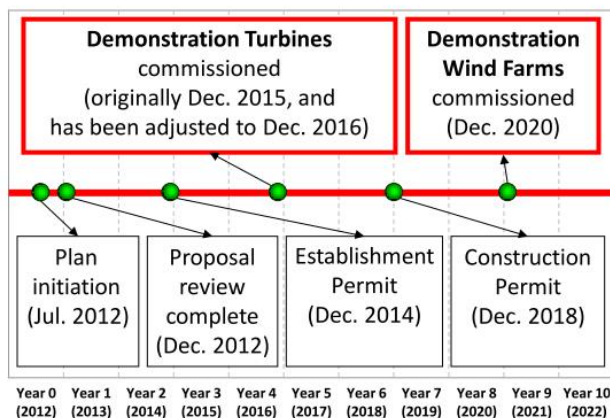 Demonstration Turbines
commissioned
(originally Dec. 2015, and
has been adjusted to Dec. 2016)
Demonstration
Wind Farms
commissioned
(Dec. 2020)
Plan
initiation
(Jul. 2012)
Proposal
review
complete
(Dec. 2012)
Establishment
Permit
(Dec. 2014)
Construction
Permit
(Dec. 2018)
Year 0 Year 1 Year 2 Year 3 Year 4 Year 5 Year 6 Year 7 Year 8 Year 9 Year 10
(2012) (2013) (2014) (2015) (2016) (2017) (2018) (2019) (2020) (2021) (2022)